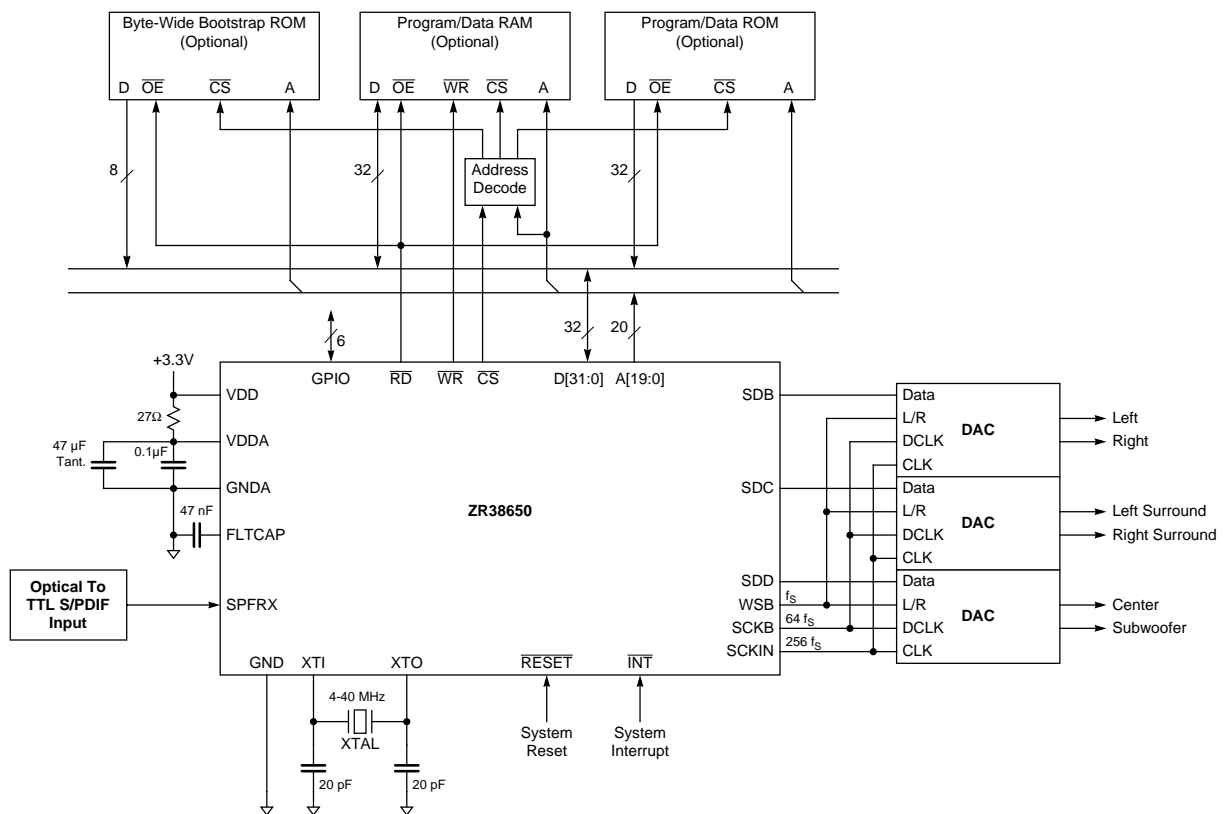 Byte-Wide Bootstrap ROM
(Optional)
D OE CS A
Program/Data RAM
(Optional)
D OE WR CS A
Program/Data ROM
(Optional)
D OE CS A
8
32
Address
Decode
32
6
32
20
+3.3V
GPIO RD WR CS D[31:0] A[19:0]
VDD
27Ω
VDDA
47 µF
Tant.
0.1µF
GNDA
47 nF
FLTCAP
ZR38650
Optical To
TTL S/PDIF
Input
SPFRX
GND XTI XTO RESET INT
4-40 MHz
XTAL
20 pF
20 pF
System
Reset
System
Interrupt
SDB
SDC
SDD
WSB
SCKB
SCKIN
fS
64 fS
256 fS
Data
L/R
DCLK
CLK
DAC
Left
Right
Data
L/R
DCLK
CLK
DAC
Left Surround
Right Surround
Data
L/R
DCLK
CLK
DAC
Center
Subwoofer